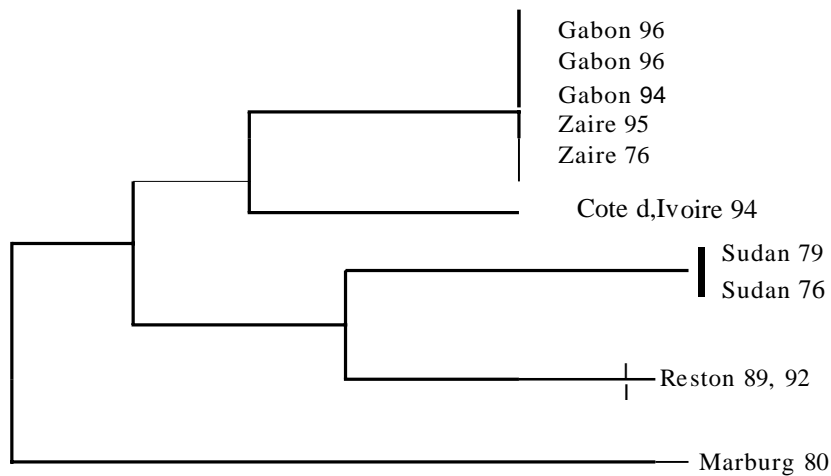 Gabon 96
Gabon 96
Gabon 94
Zaire 95
Zaire 76
Cote d,Ivoire 94
Sudan 79
Sudan 76
Reston 89, 92
Marburg 80